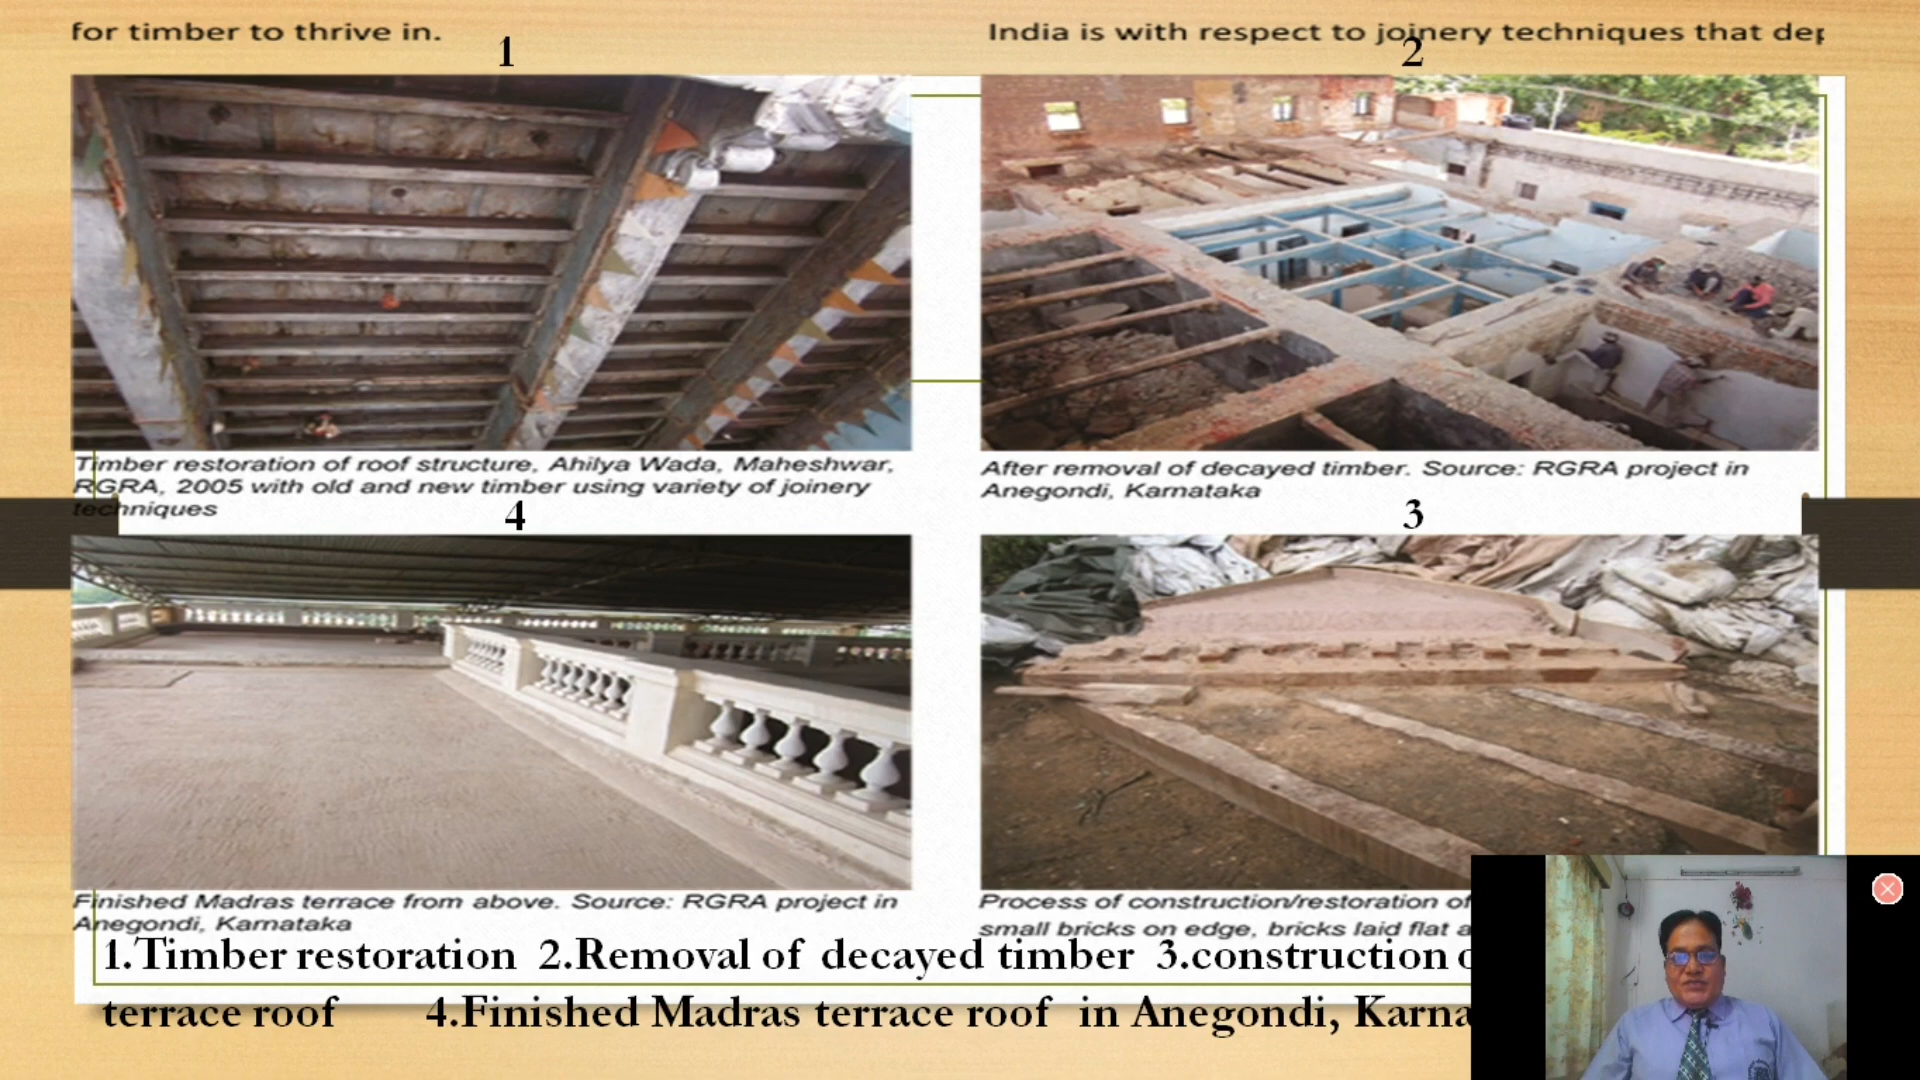 for timber to thrive in.
India is with respect to joinery techniques that dep
1
2
Timber restoration of roof structure, Ahilya Wada, Maheshwar,
RGRA, 2005 with old and new timber using variety of joinery
techniques
After removal of decayed timber. Source: RGRA project in
Anegondi, Karnataka
4
3
Finished Madras terrace from above. Source: RGRA project in
Anegondi, Karnataka
Process of construction/restoration of
small bricks on edge, bricks laid flat a
1.Timber restoration 2.Removal of decayed timber 3.construction o
terrace roof 4.Finished Madras terrace roof in Anegondi, Karna